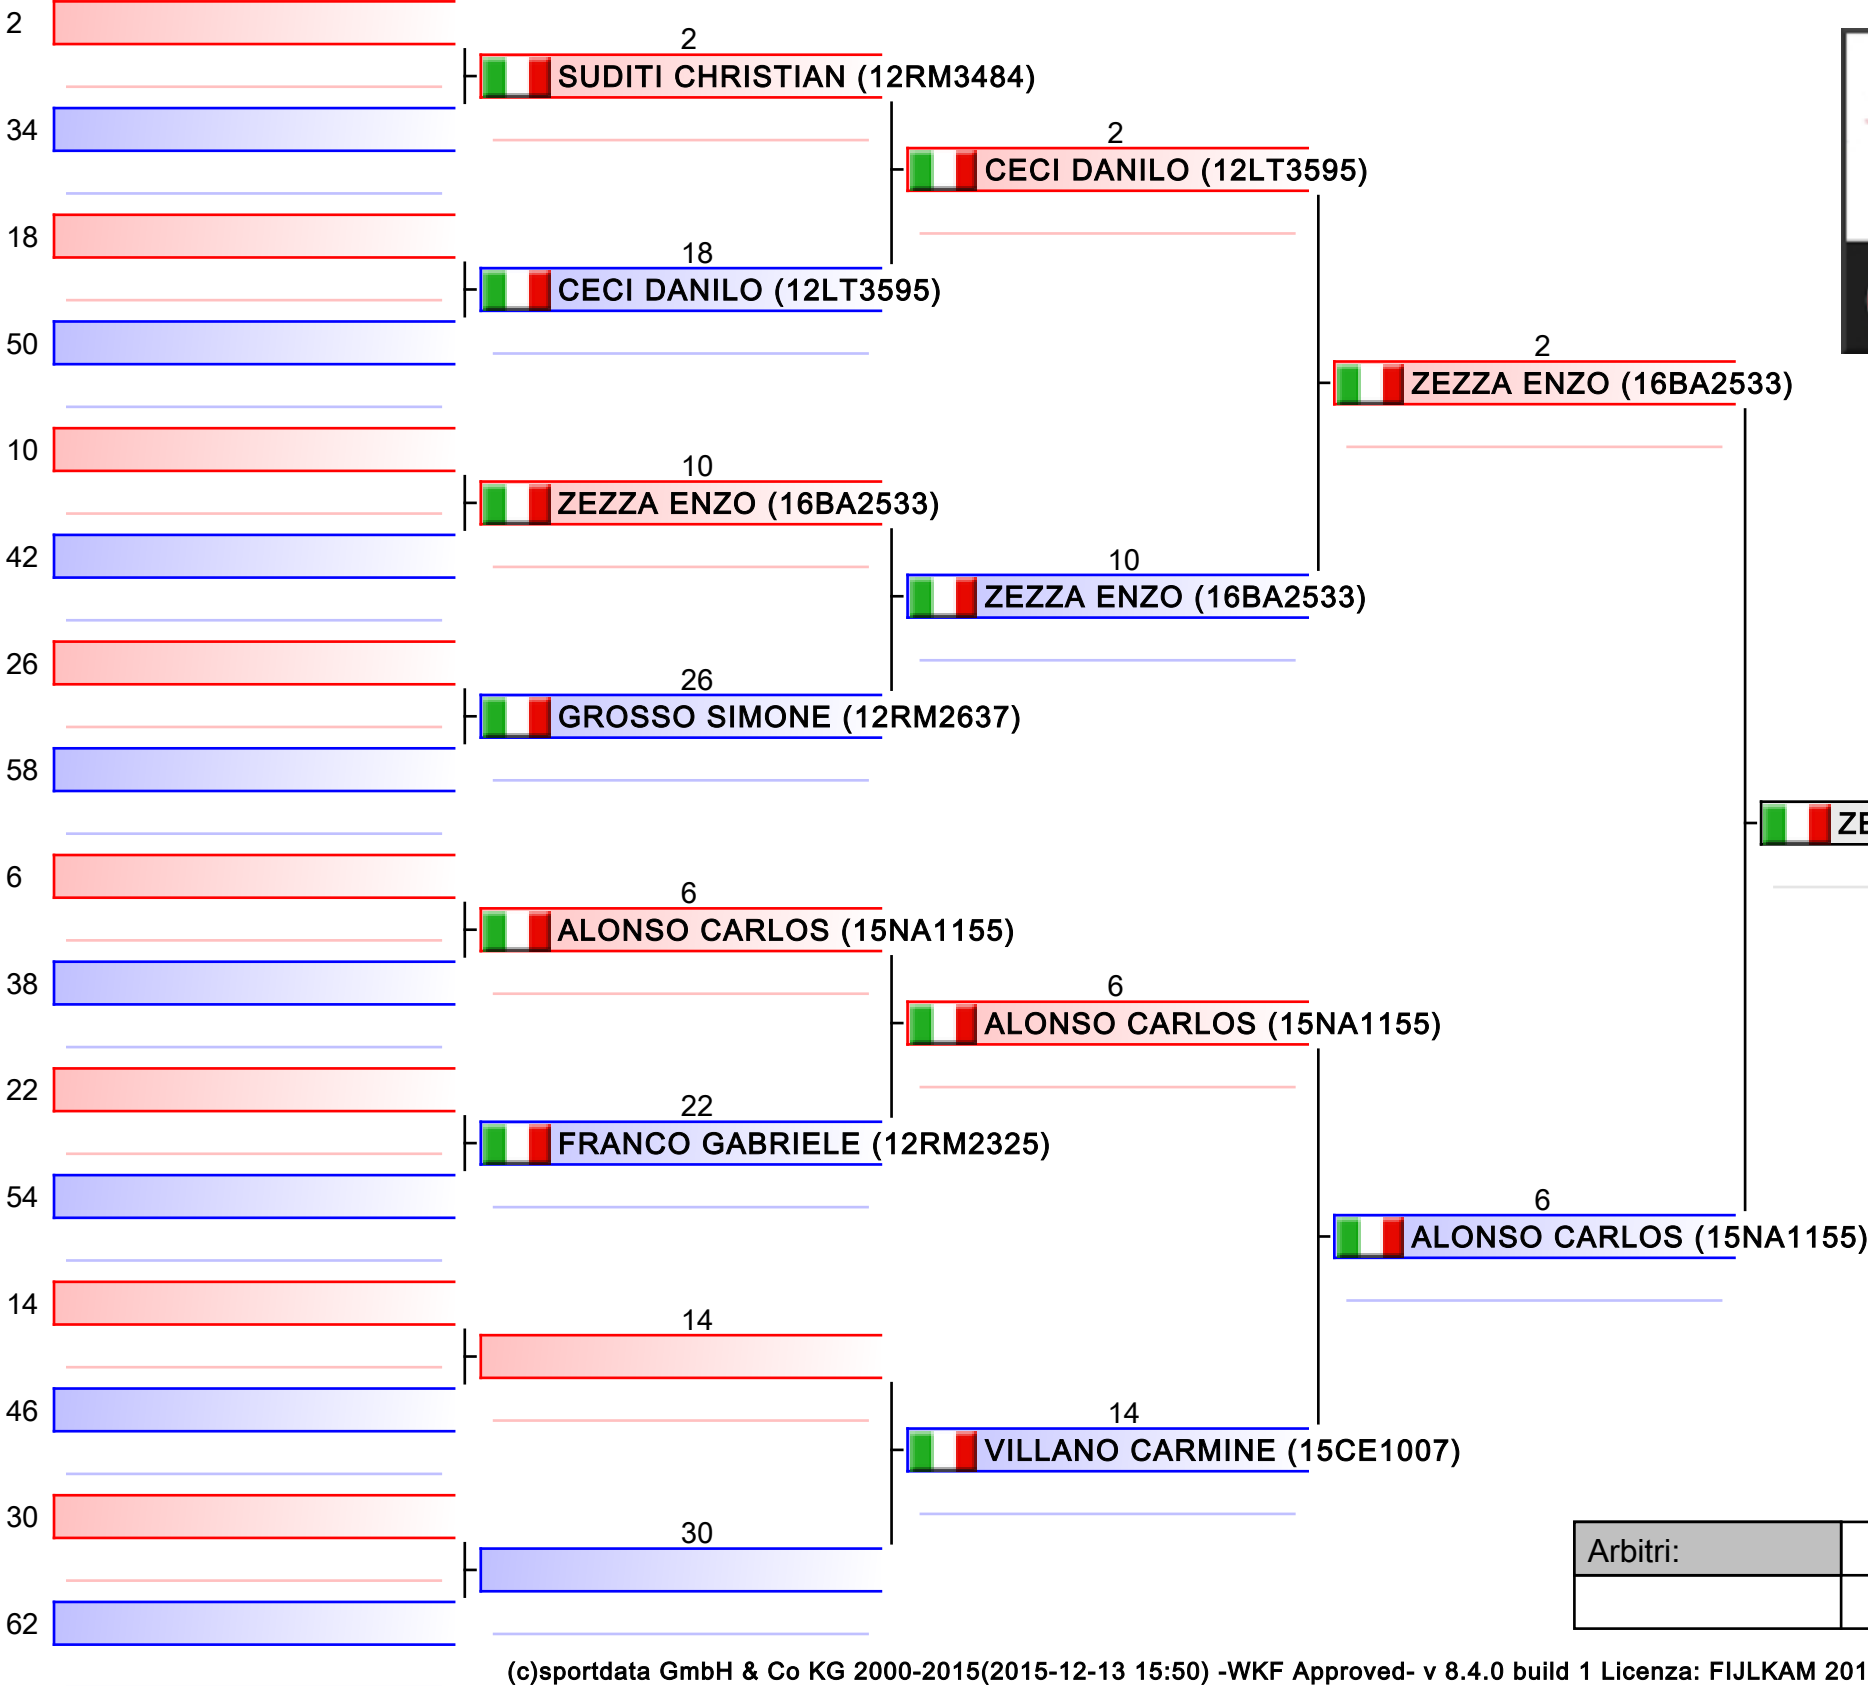 2
34
18
50
10
42
26
58
6
38
22
54
14
46
30
62
2
SUDITI CHRISTIAN (12RM3484)
18
CECI DANILO (12LT3595)
10
ZEZZA ENZO (16BA2533)
26
GROSSO SIMONE (12RM2637)
6
ALONSO CARLOS (15NA1155)
22
FRANCO GABRIELE (12RM2325)
14
30
2
CECI DANILO (12LT3595)
10
ZEZZA ENZO (16BA2533)
6
ALONSO CARLOS (15NA1155)
14
VILLANO CARMINE (15CE1007)
2
ZEZZA ENZO (16BA2533)
6
ALONSO CARLOS (15NA1155)
Arbitri:
(c)sportdata GmbH & Co KG 2000-2015(2015-12-13 15:50) -WKF Approved- v 8.4.0 build 1 Licenza: FIJLKAM 201